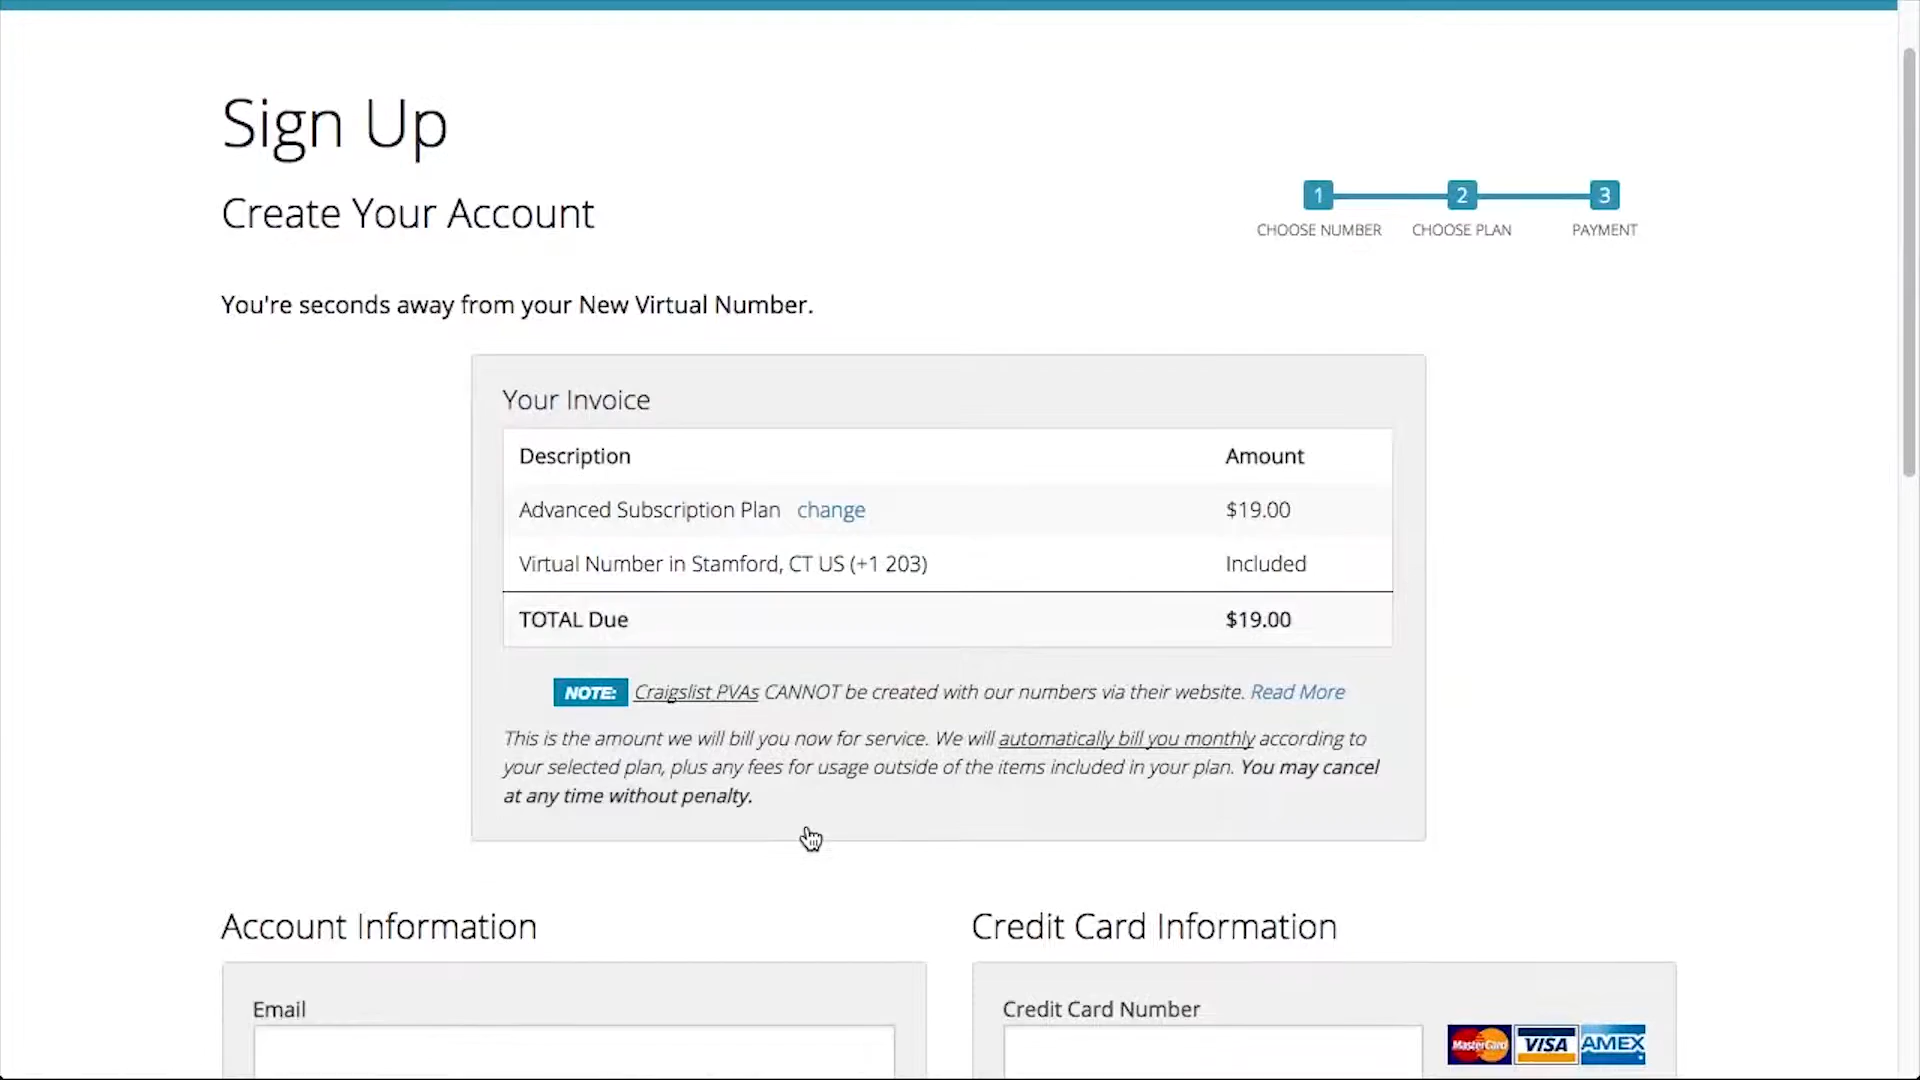 Sign Up
Create Your Account
1 2 3
CHOOSE NUMBER CHOOSE PLAN PAYMENT
You're seconds away from your New Virtual Number.
Your Invoice
Description Amount
Advanced Subscription Plan change $19.00
Virtual Number in Stamford, CT US (+1 203) Included
TOTAL Due $19.00
NOTE: Craigslist PVAs CANNOT be created with our numbers via their website. Read More
This is the amount we will bill you now for service. We will automatically bill you monthly according to
your selected plan, plus any fees for usage outside of the items included in your plan. You may cancel
at any time without penalty.
Account Information Credit Card Information
Email Credit Card Number
MasterCard VISA AMEX